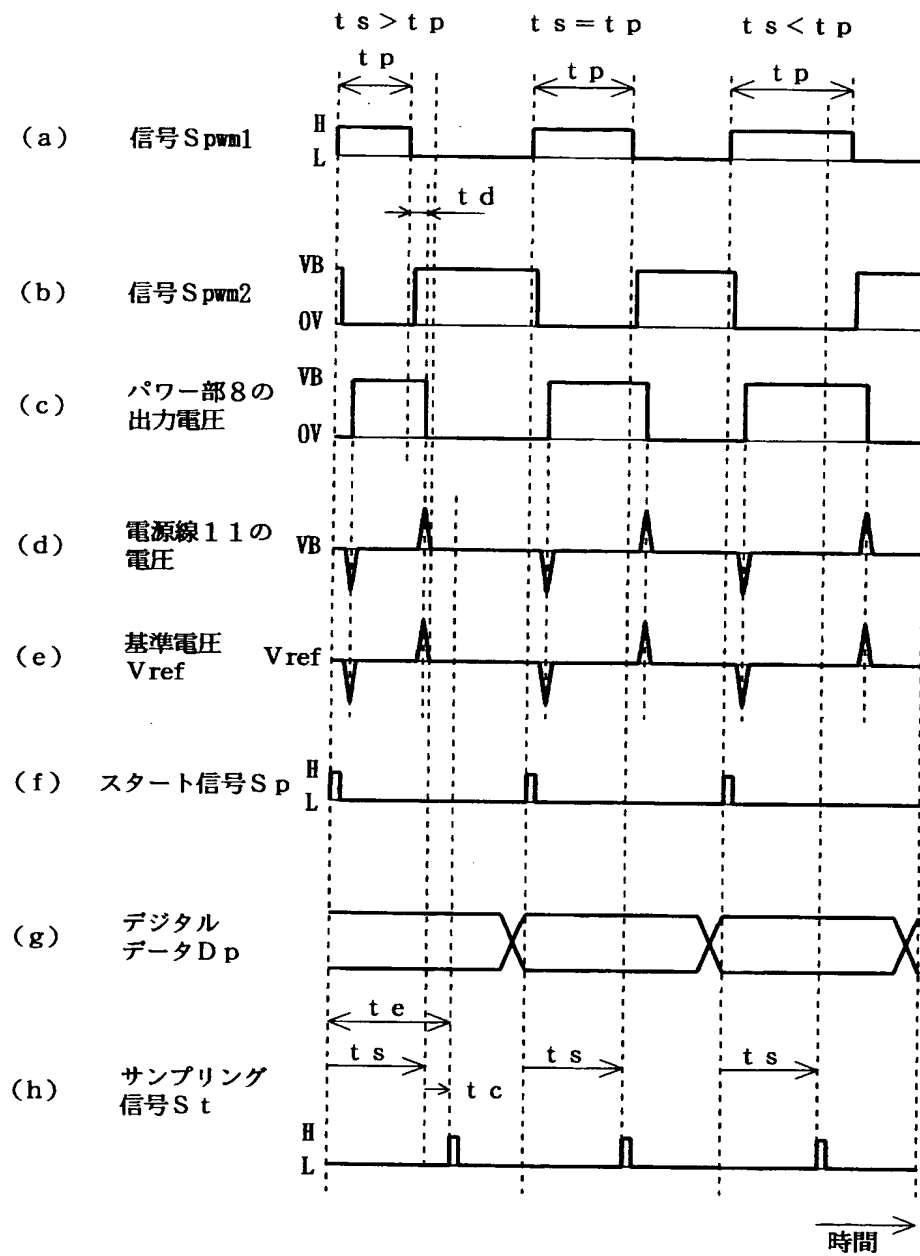 ts>tp ts=tp ts<tp
tp tp tp
(a) 信号Spwm1 H
L
td
(b) 信号Spwm2 VB
OV
(c) パワー部8の
出力電圧 VB
OV
(d) 電源線11の
電圧 VB
(e) 基準電圧
Vref Vref
(f) スタート信号Sp H
L
(g) デジタル
データDp
te
ts ts ts
(h) サンプリング
信号St tc
H
L
時間